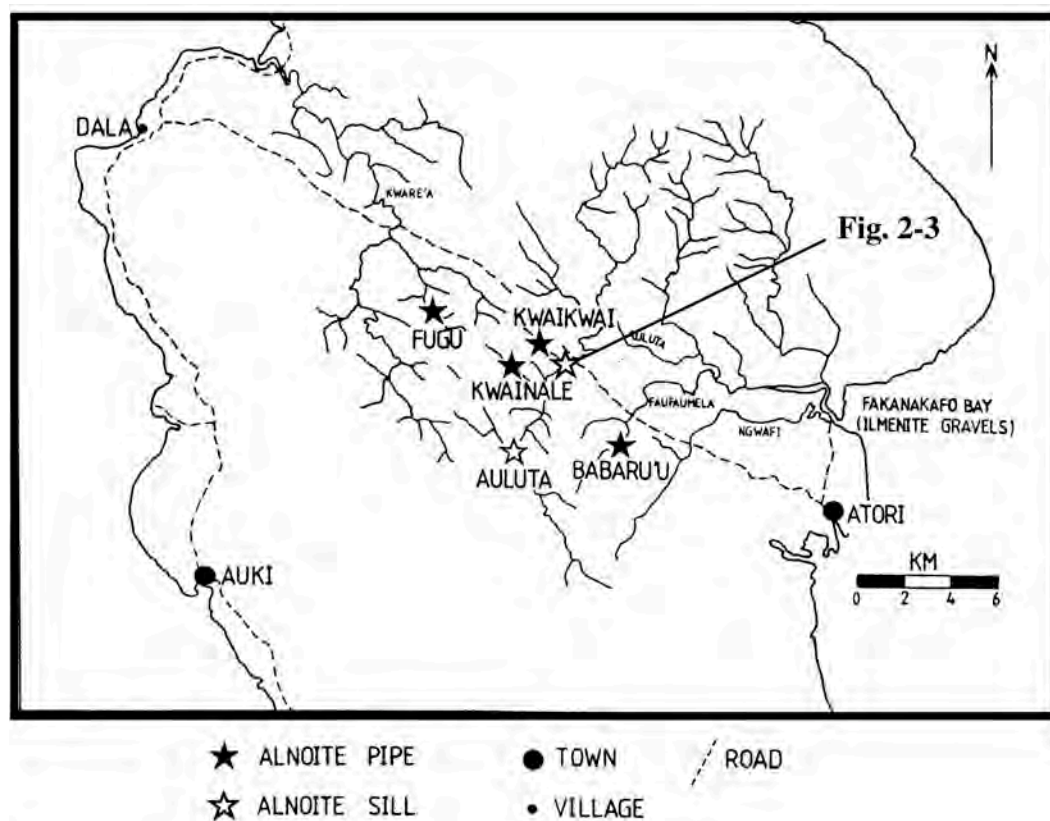 N
DALA
KWARE'A
Fig. 2-3
KWAIKWAI
FUGU
AULUTA
KWAINALE
FAUFAUMELA
FAKANAKAFO BAY
(ILMENITE GRAVELS)
NGWAFI
AULUTA
BABARU'U
ATORI
AUKI
KM
0 2 4 6
ALNOITE PIPE
TOWN
ROAD
ALNOITE SILL
VILLAGE